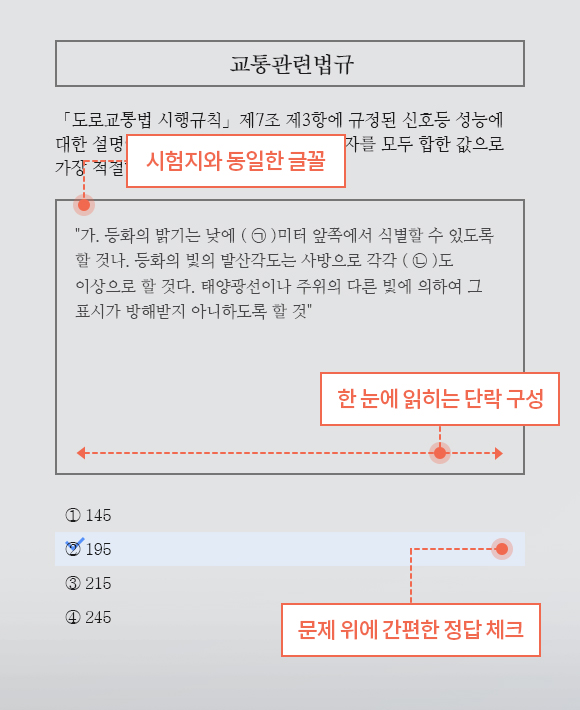 교통관련법규
「도로교통법 시행규칙」 제7조 제3항에 규정된 신호등 성능에
대한 설명 자를 모두 합한 값으로
시험지와 동일한 글꼴
가장 적절
"가. 등화의 밝기는 낮에 ( ㉠ )미터 앞쪽에서 식별할 수 있도록
할 것나. 등화의 빛의 발산각도는 사방으로 각각 ( ㉡ )도
이상으로 할 것다. 태양광선이나 주위의 다른 빛에 의하여 그
표시가 방해받지 아니하도록 할 것"
한 눈에 읽히는 단락 구성
① 145
② 195
③ 215
④ 245
문제 위에 간편한 정답 체크